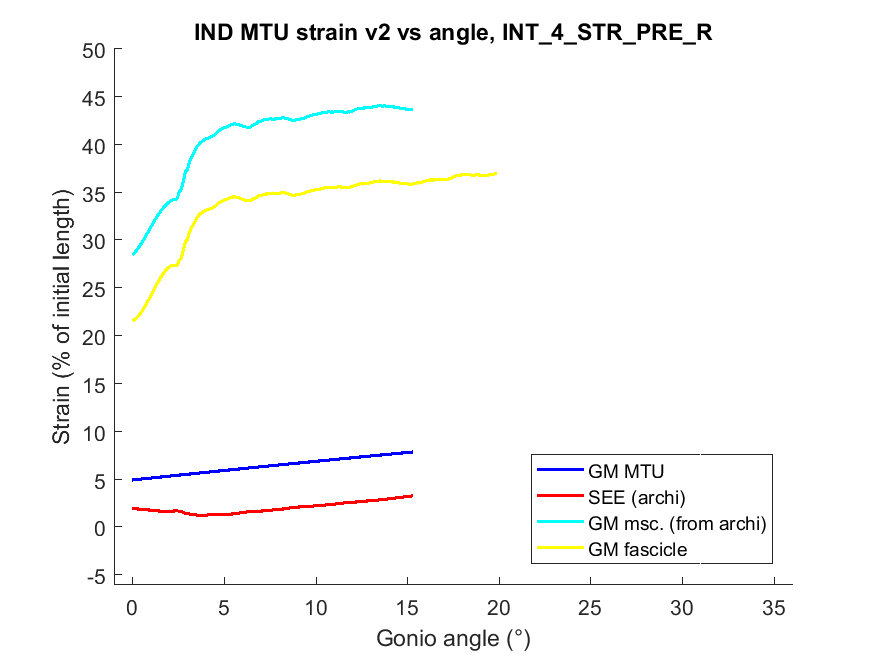 IND MTU strain v2 vs angle, INT_4_STR_PRE_R
50
45
40
35
30
25
20
15
10
5
0
-5
Strain (% of initial length)
0 5 10 15 20 25 30 35
Gonio angle (°)
GM MTU
SEE (archi)
GM msc. (from archi)
GM fascicle